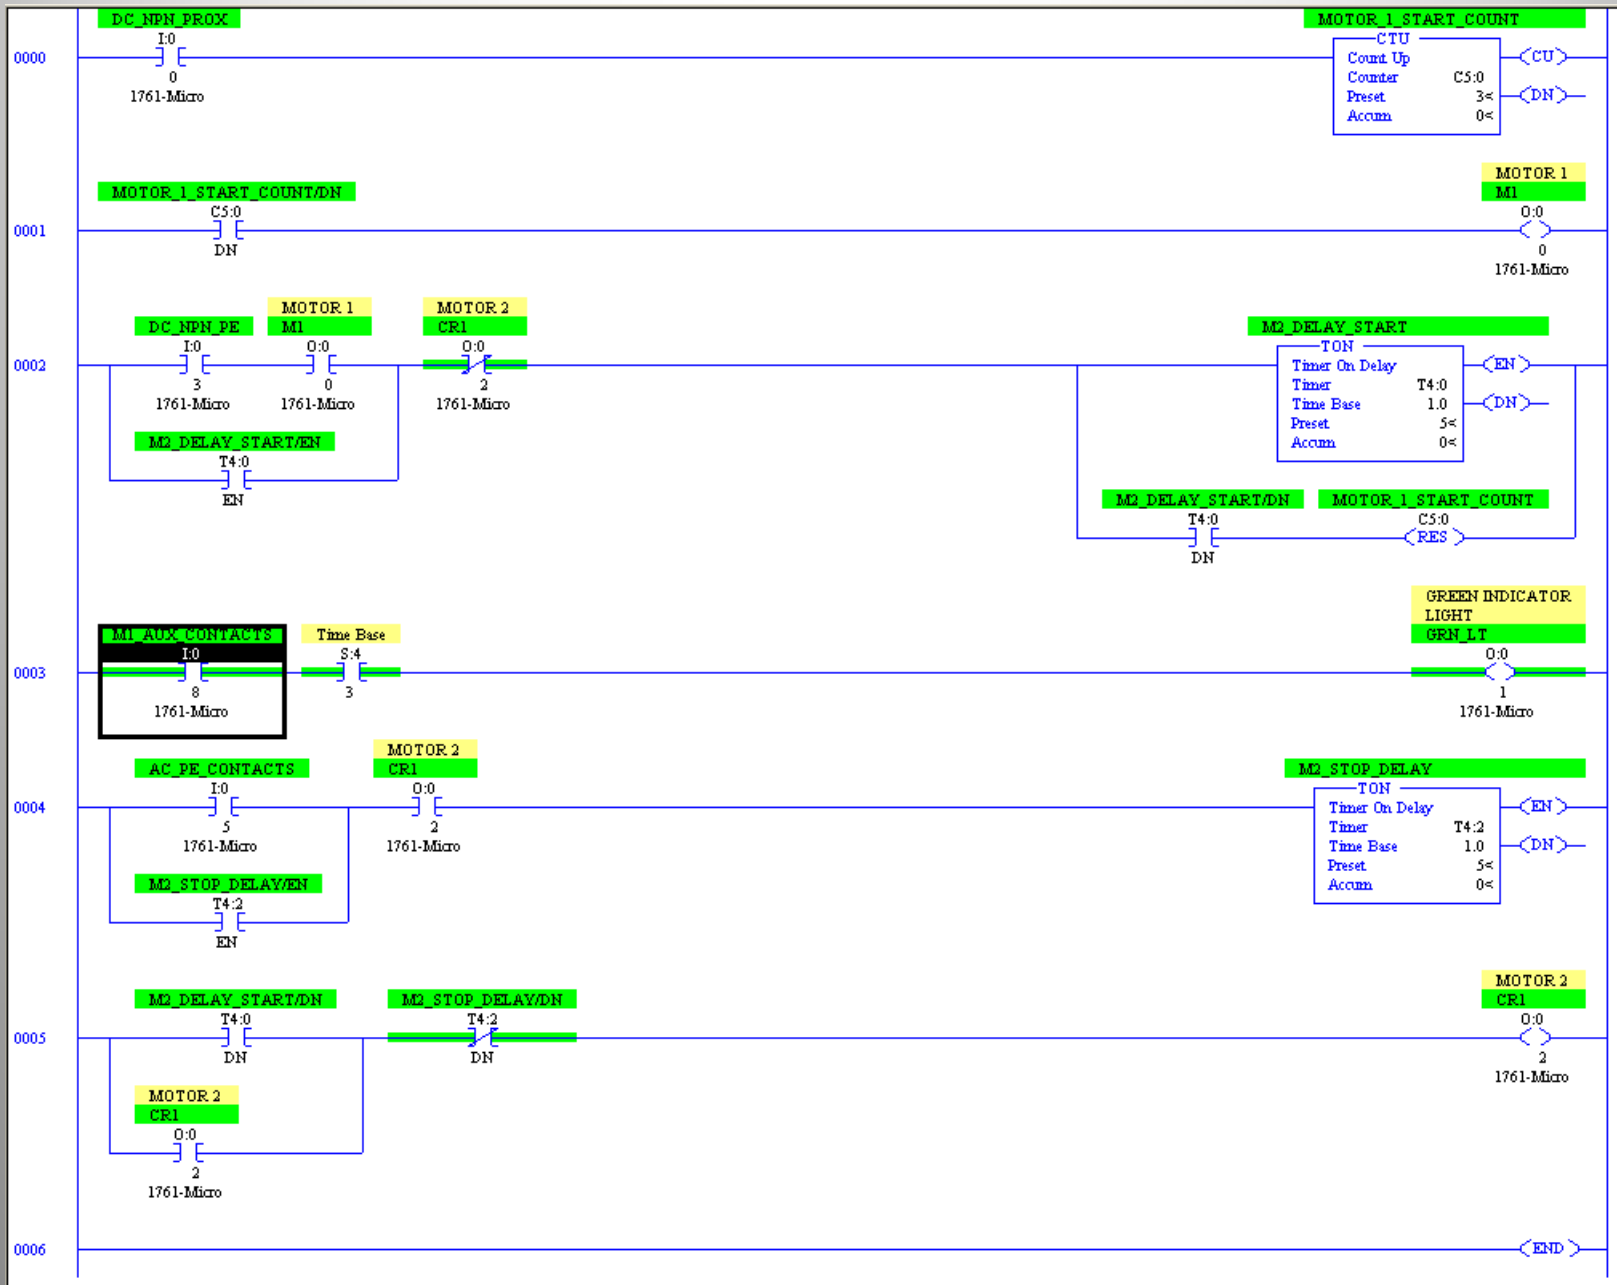 DC_NPN_PROX
I:0
0
1761-Micro
0000
MOTOR_1_START_COUNT
CTU
Count Up
Counter C5:0
Preset 3<
Accum 0<
CU
DN
MOTOR_1_START_COUNT/DN
C5:0
DN
0001
MOTOR 1
M1
O:0
0
1761-Micro
DC_NPN_PE
I:0
3
1761-Micro
MOTOR 1
M1
O:0
0
1761-Micro
MOTOR 2
CR1
O:0
2
1761-Micro
0002
M2_DELAY_START/EN
T4:0
EN
M2_DELAY_START
TON
Timer On Delay
Timer T4:0
Time Base 1.0
Preset 5<
Accum 0<
EN
DN
M2_DELAY_START/DN
T4:0
DN
MOTOR_1_START_COUNT
C5:0
RES
M1_AUX_CONTACTS
I:0
8
1761-Micro
Time Base
S:4
3
0003
GREEN INDICATOR
LIGHT
GRN_LT
O:0
1
1761-Micro
AC_PE_CONTACTS
I:0
5
1761-Micro
MOTOR 2
CR1
O:0
2
1761-Micro
0004
M2_STOP_DELAY/EN
T4:2
EN
M2_STOP_DELAY
TON
Timer On Delay
Timer T4:2
Time Base 1.0
Preset 5<
Accum 0<
EN
DN
M2_DELAY_START/DN
T4:0
DN
M2_STOP_DELAY/DN
T4:2
DN
0005
MOTOR 2
CR1
O:0
2
1761-Micro
MOTOR 2
CR1
O:0
2
1761-Micro
0006
END